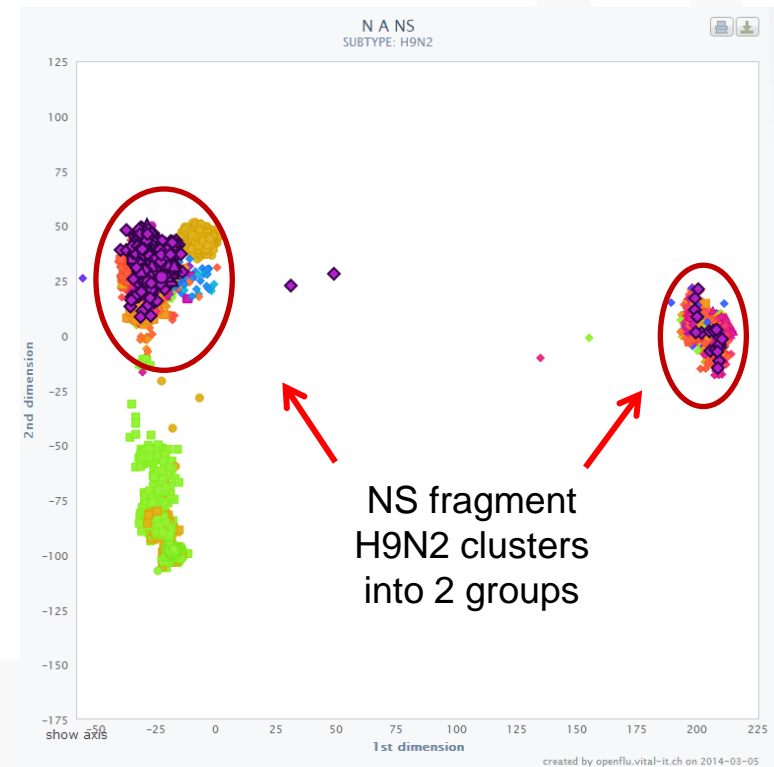 N A NS
SUBTYPE: H9N2
125
100
75
50
25
0
-25
-50
-75
-100
-125
-150
-175
2nd dimension
NS fragment
H9N2 clusters
into 2 groups
show axis
-50 -25 0 25 50 75 100 125 150 175 200 225
1st dimension
created by openflu.vital-it.ch on 2014-03-05